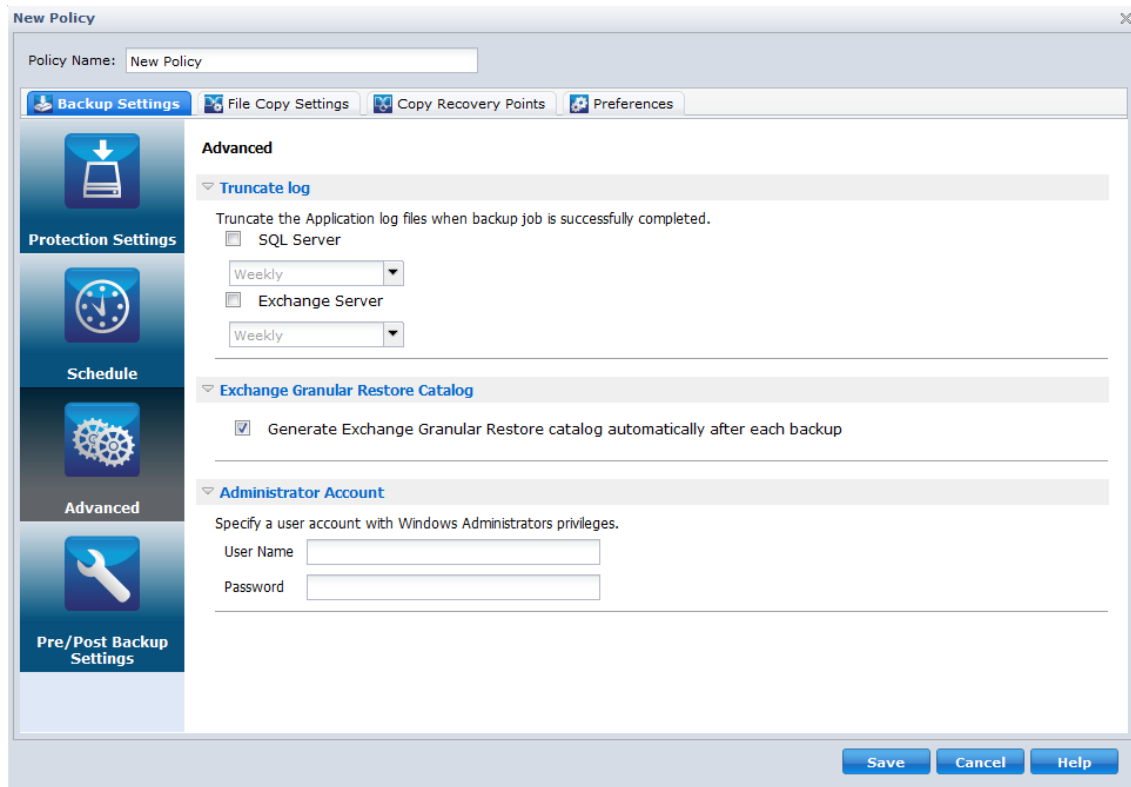 New Policy
Policy Name: New Policy
Backup Settings File Copy Settings Copy Recovery Points Preferences
Protection Settings
Schedule
Advanced
Pre/Post Backup
Settings
Advanced
Truncate log
Truncate the Application log files when backup job is successfully completed.
SQL Server
Weekly
Exchange Server
Weekly
Exchange Granular Restore Catalog
Generate Exchange Granular Restore catalog automatically after each backup
Administrator Account
Specify a user account with Windows Administrators privileges.
User Name
Password
Save Cancel Help